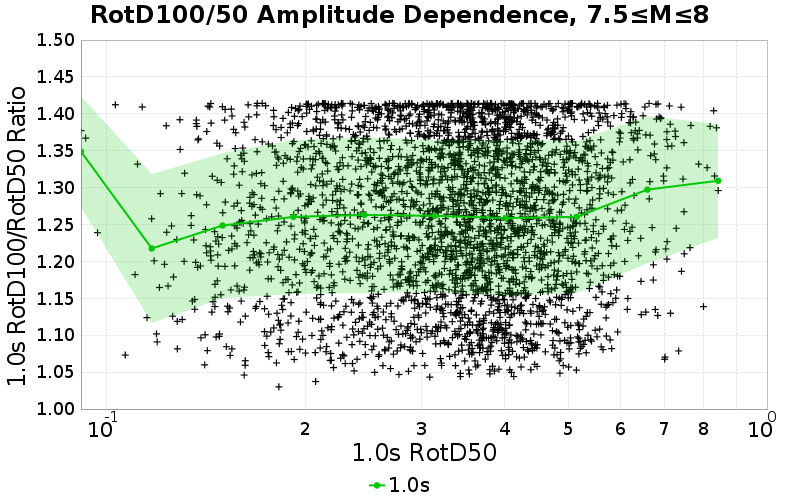 RotD100/50 Amplitude Dependence, 7.5≤M≤8
1.0s RotD100/RotD50 Ratio
1.50
1.45
1.40
1.35
1.30
1.25
1.20
1.15
1.10
1.05
1.00
10-1 2 3 4 5 6 7 8 100
1.0s RotD50
1.0s